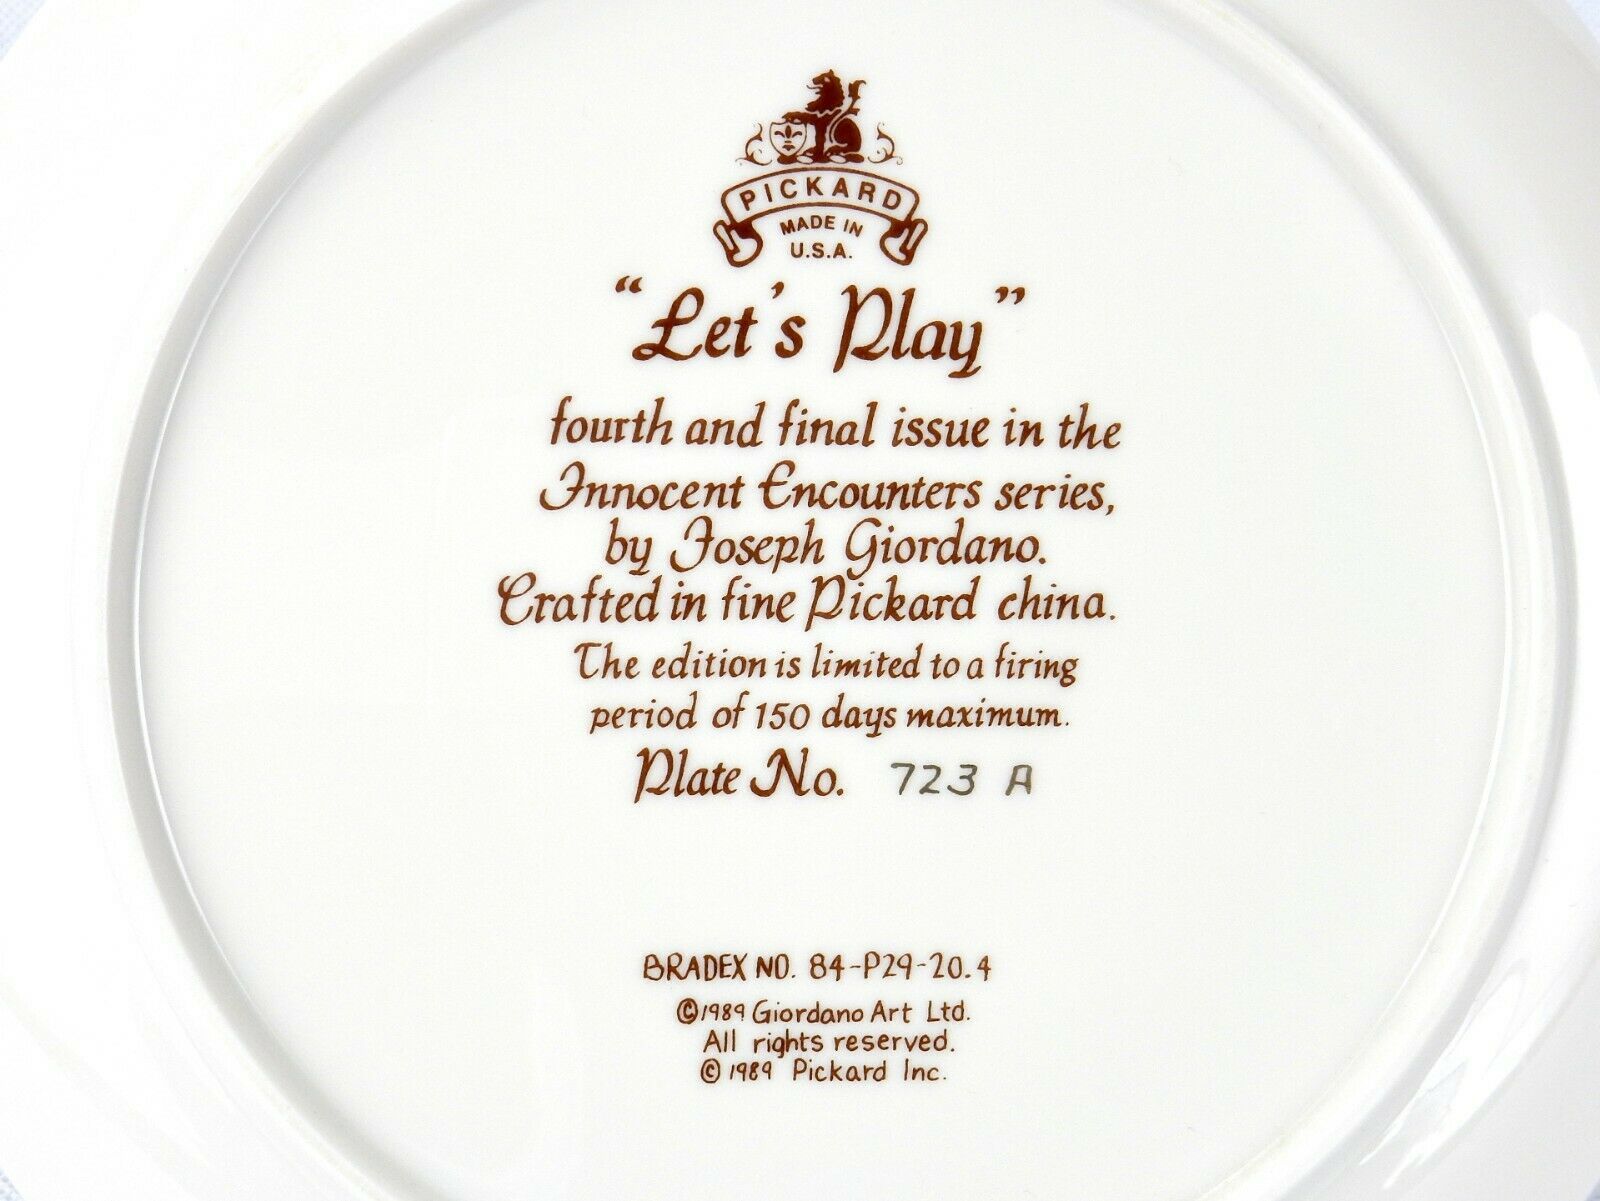 PICKARD
MADE IN
U.S.A.
“Let's Play”
fourth and final issue in the
Innocent Encounters series,
by Joseph Giordano.
Crafted in fine Pickard china.
The edition is limited to a firing
period of 150 days maximum.
Plate No. 723 A
BRADEX NO. 84-P29-20.4
©1989 Giordano Art Ltd.
All rights reserved.
© 1989 Pickard Inc.